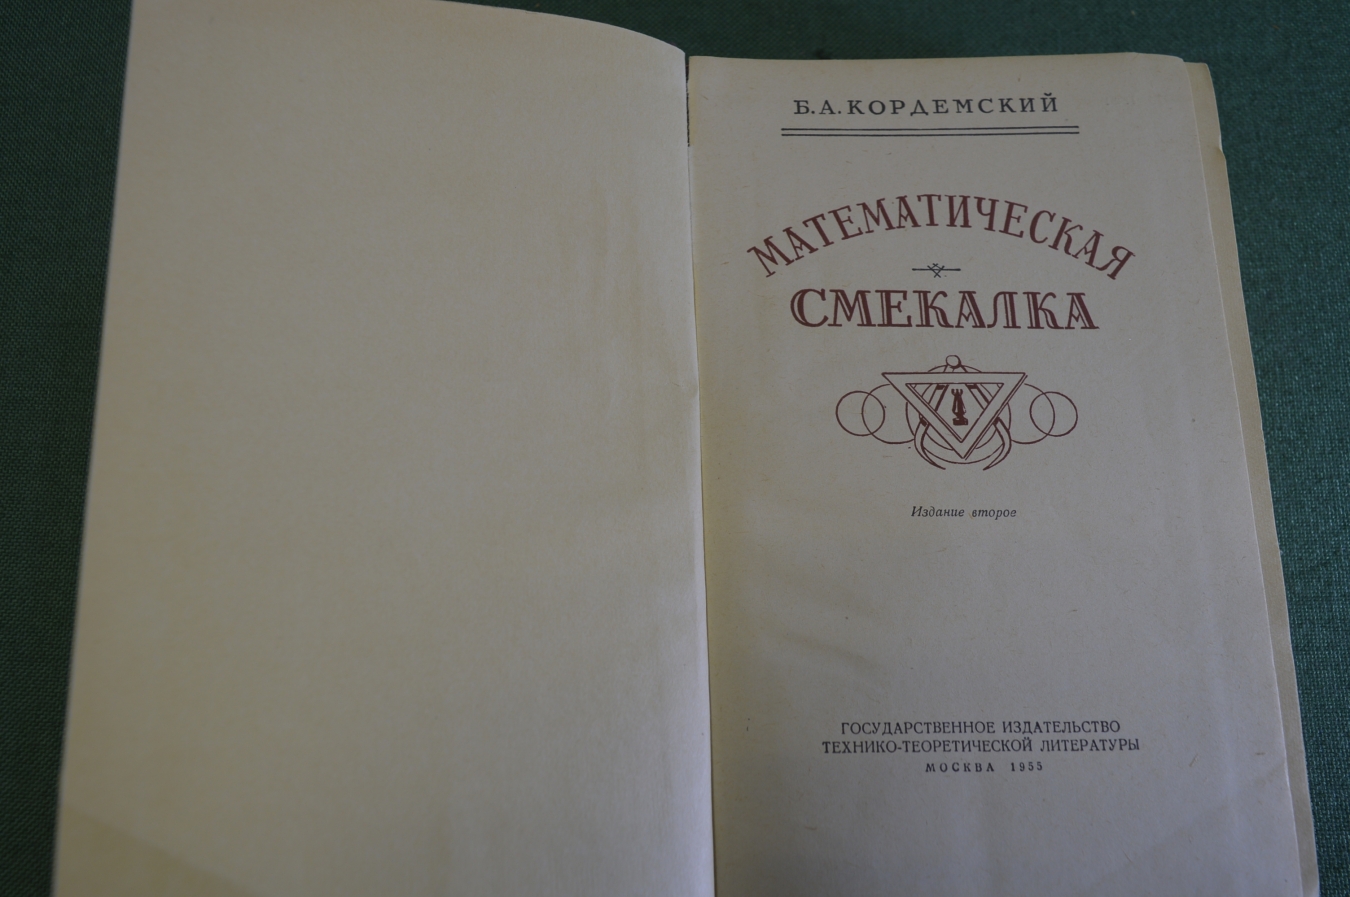 Б. А. КОРДЕМСКИЙ
МАТЕМАТИЧЕСКАЯ
СМЕКАЛКА
Издание второе
ГОСУДАРСТВЕННОЕ ИЗДАТЕЛЬСТВО
ТЕХНИКО-ТЕОРЕТИЧЕСКОЙ ЛИТЕРАТУРЫ
МОСКВА 1955